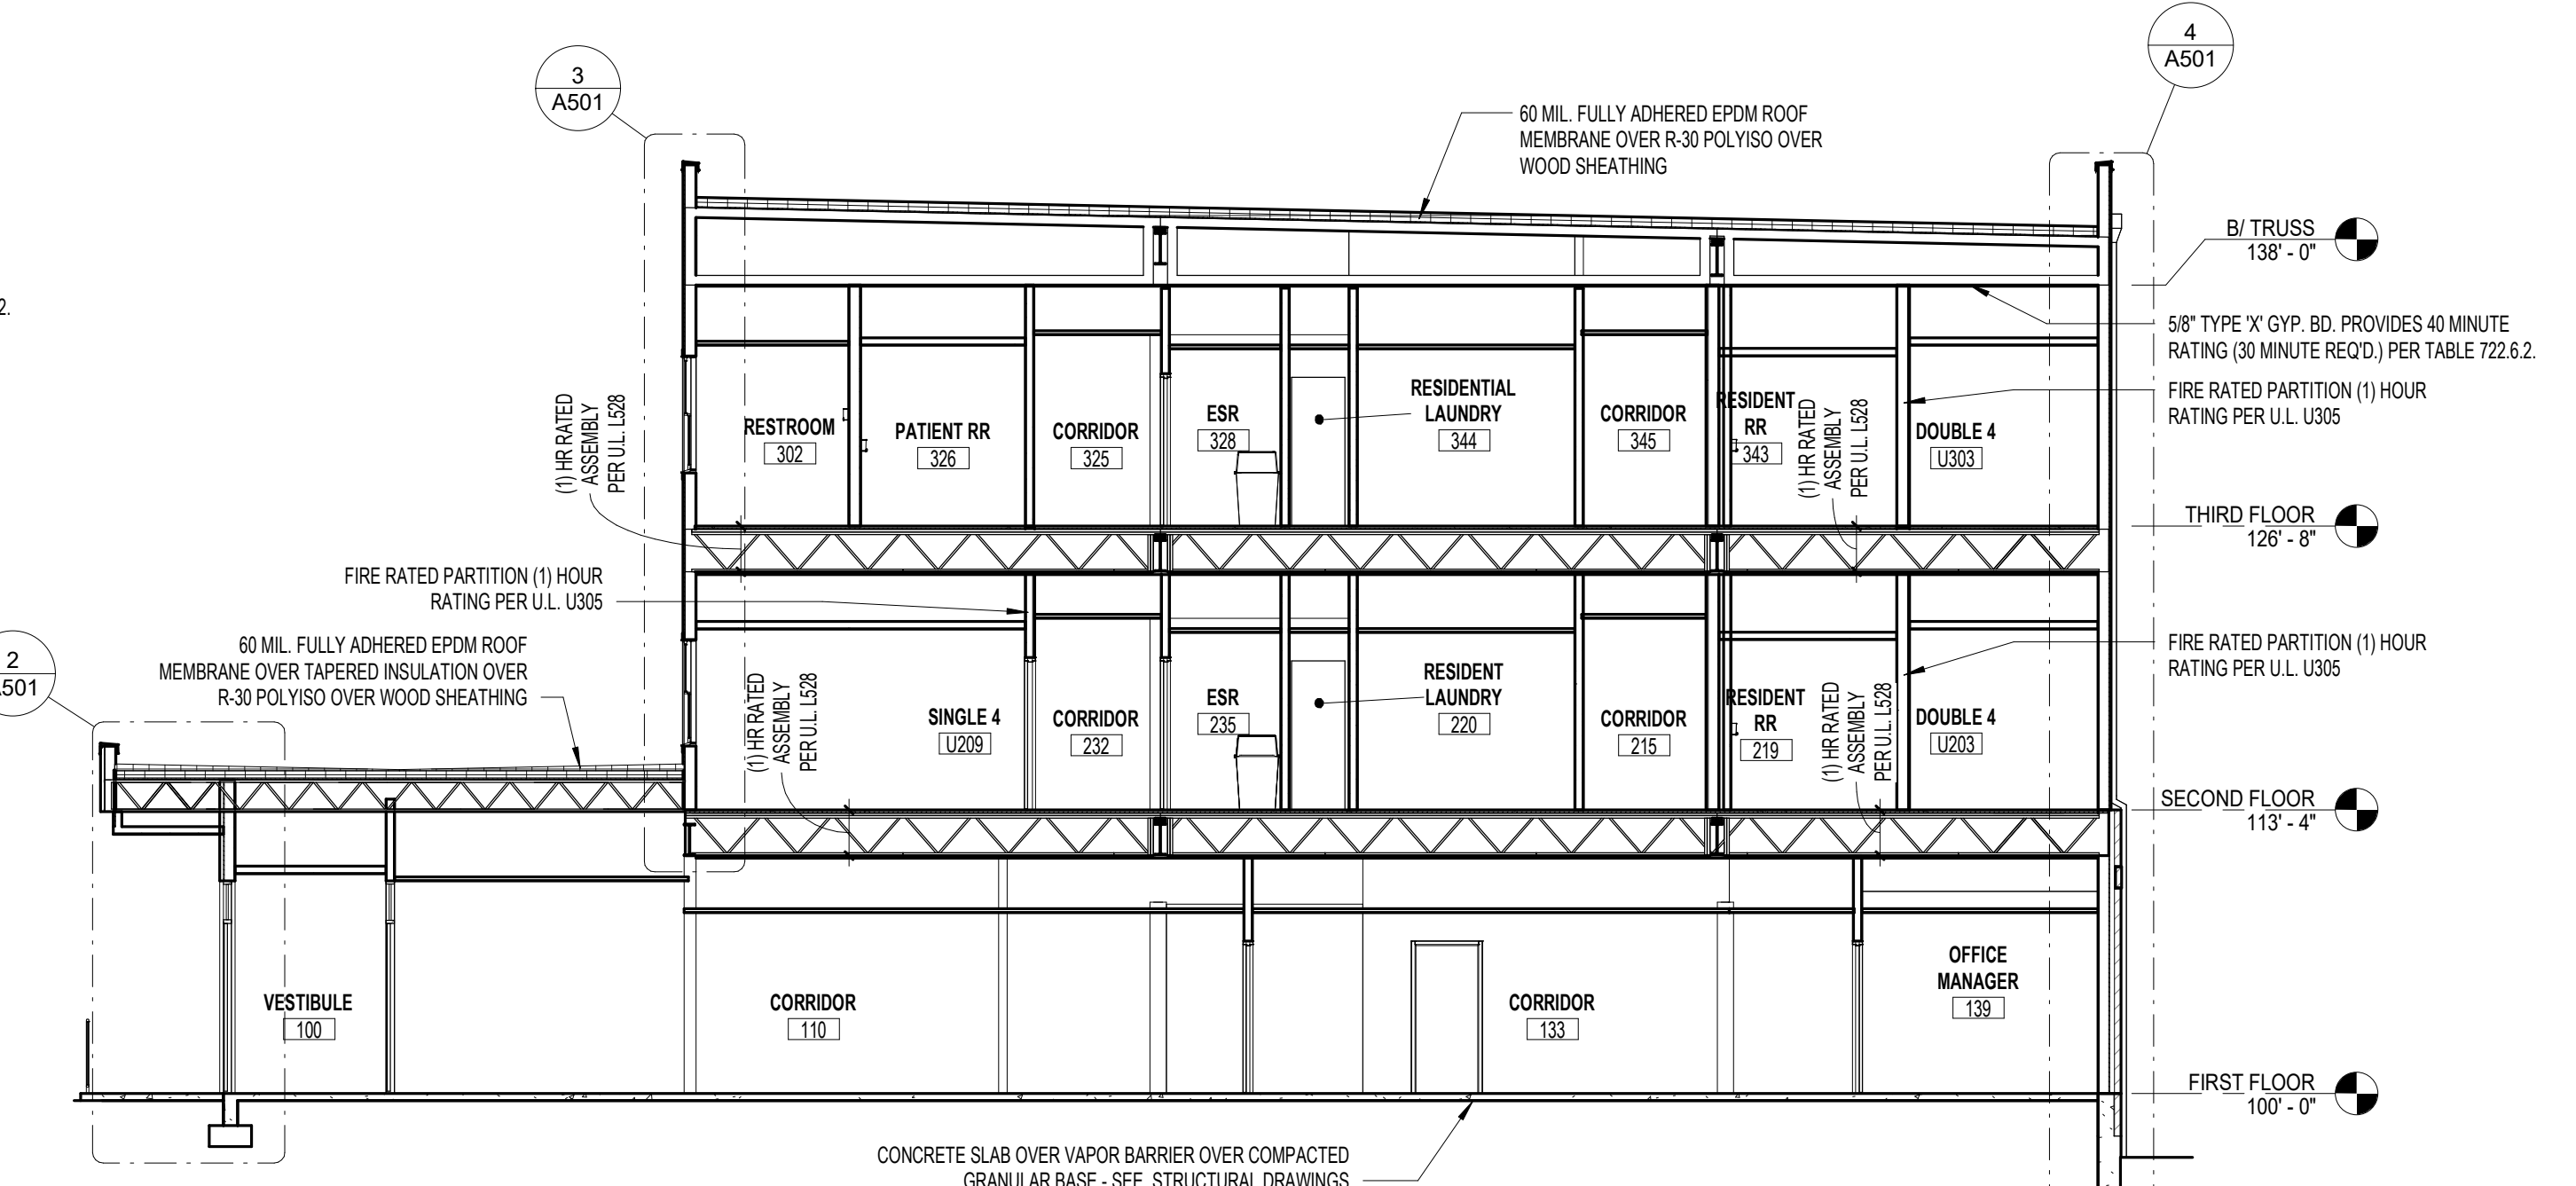 4
A501
3
A501
60 MIL. FULLY ADHERED EPDM ROOF
MEMBRANE OVER R-30 POLYISO OVER
WOOD SHEATHING
B/ TRUSS
138' - 0"
2.
5/8" TYPE 'X' GYP. BD. PROVIDES 40 MINUTE
RATING (30 MINUTE REQ'D.) PER TABLE 722.6.2.
FIRE RATED PARTITION (1) HOUR
RATING PER U.L. U305
(1) HR RATED
ASSEMBLY
PER U.L. L528
RESTROOM
302
PATIENT RR
326
CORRIDOR
325
ESR
328
RESIDENTIAL
LAUNDRY
344
CORRIDOR
345
RESIDENT
RR
343
(1) HR RATED
ASSEMBLY
PER U.L. L528
DOUBLE 4
U303
THIRD FLOOR
126' - 8"
FIRE RATED PARTITION (1) HOUR
RATING PER U.L. U305
60 MIL. FULLY ADHERED EPDM ROOF
MEMBRANE OVER TAPERED INSULATION OVER
R-30 POLYISO OVER WOOD SHEATHING
2
A501
(1) HR RATED
ASSEMBLY
PER U.L. L528
SINGLE 4
U209
CORRIDOR
232
ESR
235
RESIDENT
LAUNDRY
220
CORRIDOR
215
RESIDENT
RR
219
(1) HR RATED
ASSEMBLY
PER U.L. L528
DOUBLE 4
U203
FIRE RATED PARTITION (1) HOUR
RATING PER U.L. U305
SECOND FLOOR
113' - 4"
VESTIBULE
100
CORRIDOR
110
CORRIDOR
133
OFFICE
MANAGER
139
FIRST FLOOR
100' - 0"
CONCRETE SLAB OVER VAPOR BARRIER OVER COMPACTED
GRANULAR BASE - SEE STRUCTURAL DRAWINGS